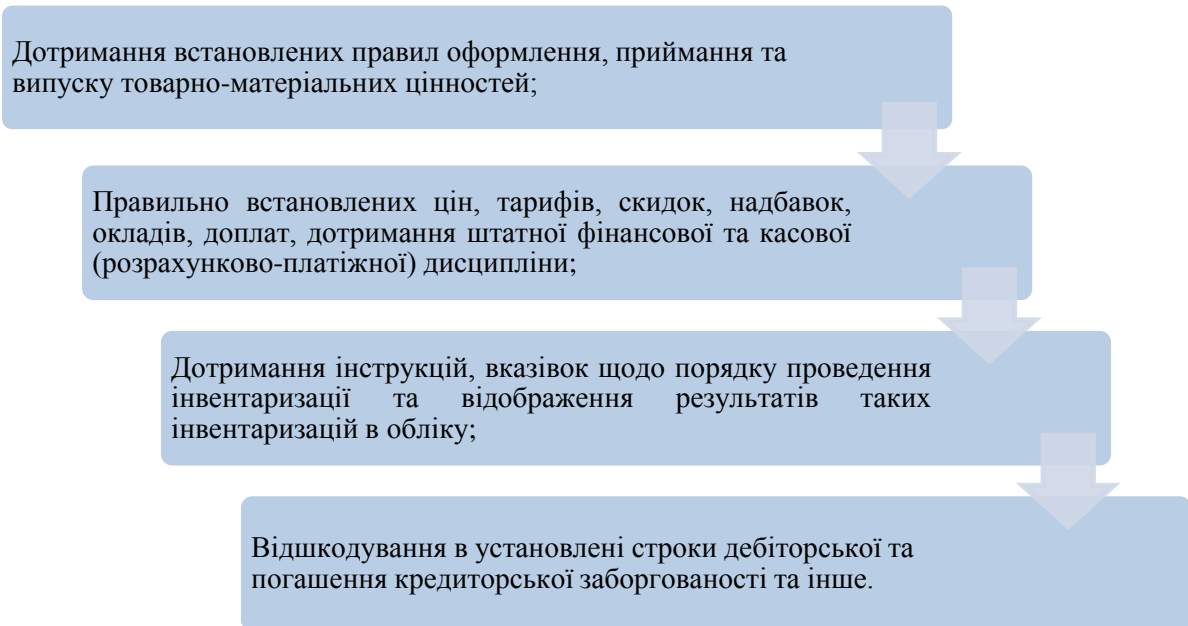 Дотримання встановлених правил оформлення, приймання та
випуску товарно-матеріальних цінностей;
Правильно встановлених цін, тарифів, скидок, надбавок,
окладів, доплат, дотримання штатної фінансової та касової
(розрахунково-платіжної) дисципліни;
Дотримання інструкцій, вказівок щодо порядку проведення
інвентаризації та відображення результатів таких
інвентаризацій в обліку;
Відшкодування в установлені строки дебіторської та
погашення кредиторської заборгованості та інше.